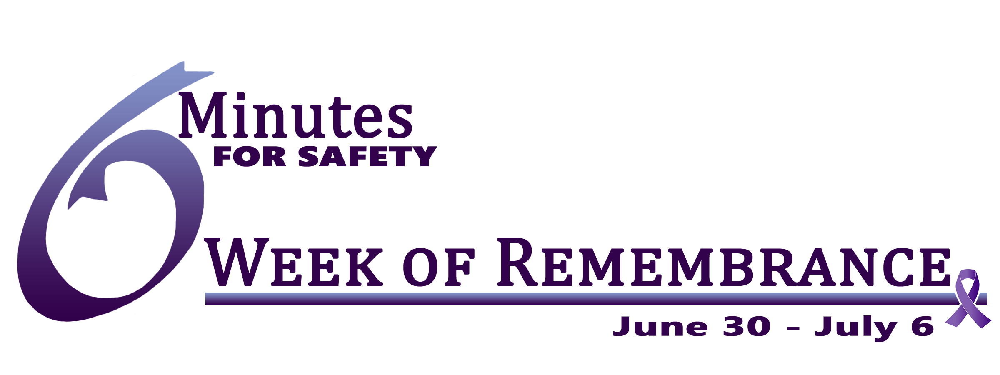 6 Minutes
FOR SAFETY
Week of Remembrance
June 30 – July 6